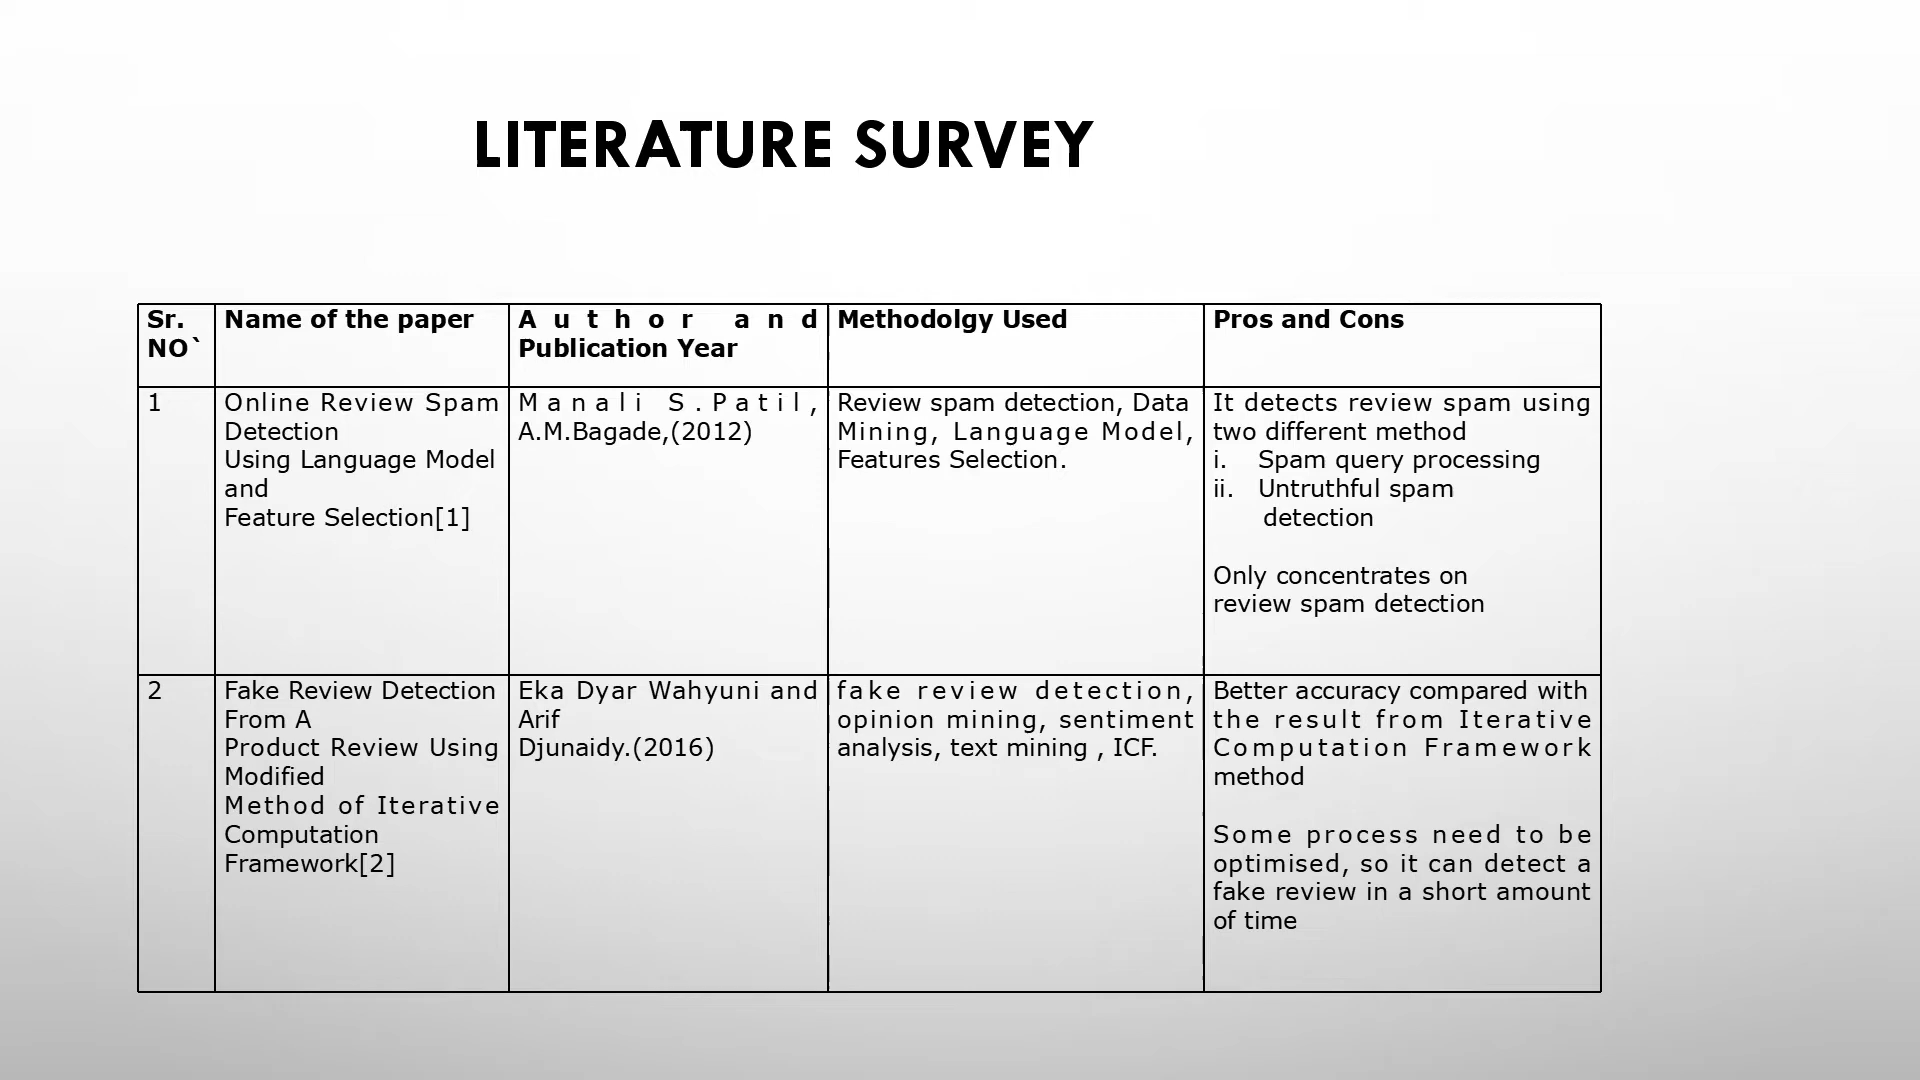 LITERATURE SURVEY
Sr.
NO`
Name of the paper
Author and
Publication Year
Methodolgy Used
Pros and Cons
1
Online Review Spam
Detection
Using Language Model
and
Feature Selection[1]
Manali S.Patil,
A.M.Bagade,(2012)
Review spam detection, Data
Mining, Language Model,
Features Selection.
It detects review spam using
two different method
i. Spam query processing
ii. Untruthful spam
detection
Only concentrates on
review spam detection
2
Fake Review Detection
From A
Product Review Using
Modified
Method of Iterative
Computation
Framework[2]
Eka Dyar Wahyuni and
Arif
Djunaidy.(2016)
fake review detection,
opinion mining, sentiment
analysis, text mining , ICF.
Better accuracy compared with
the result from Iterative
Computation Framework
method
Some process need to be
optimised, so it can detect a
fake review in a short amount
of time